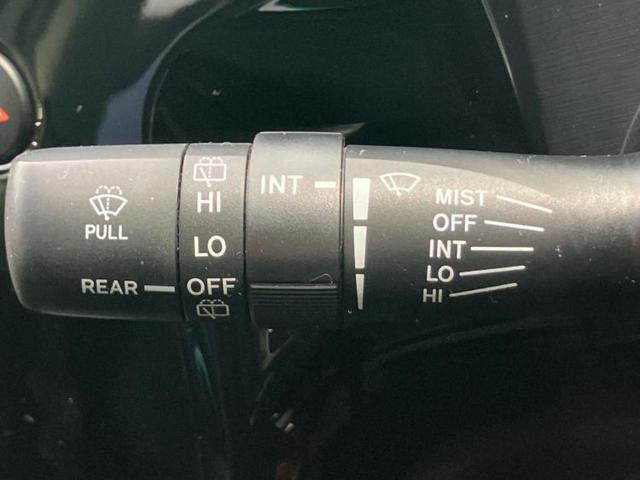 PULL
REAR
HI
LO
OFF
INT
MIST
OFF
INT
LO
HI